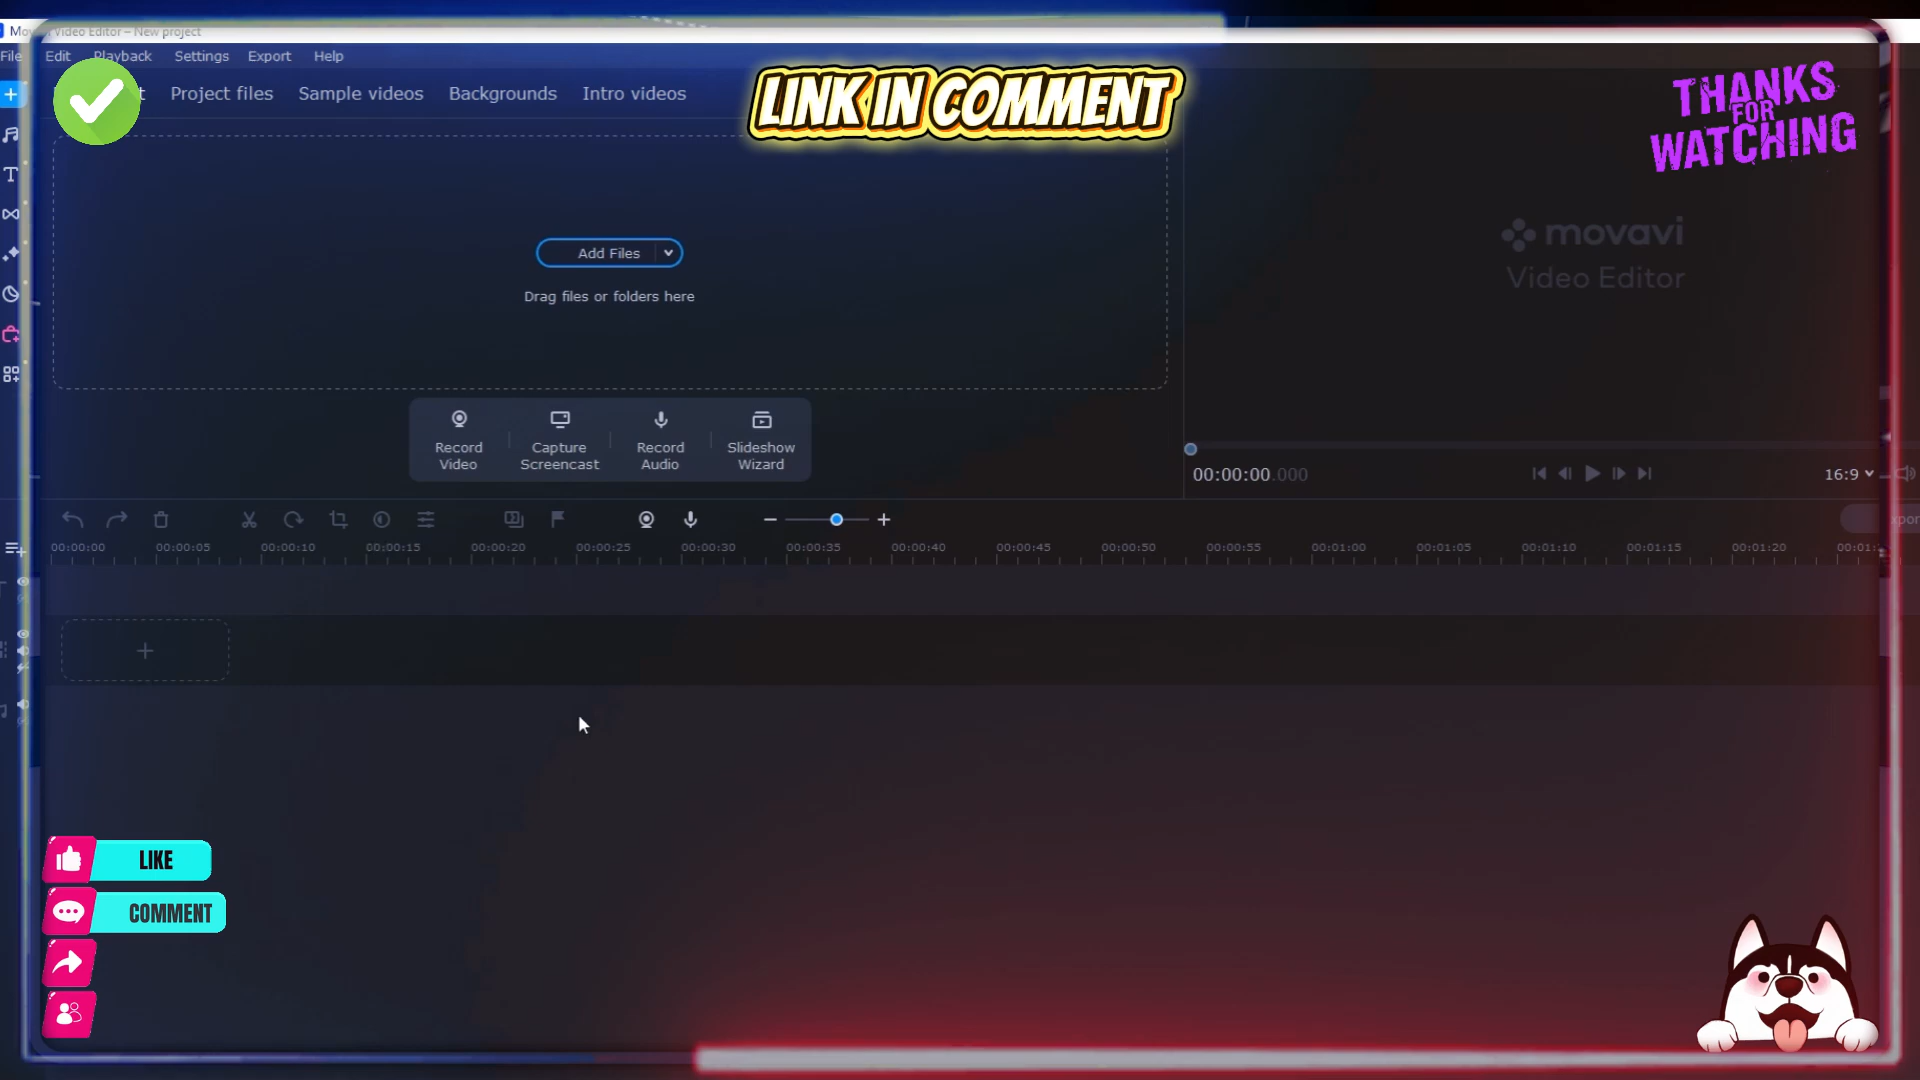 Movavi Video Editor – New project
File Edit Playback Settings Export Help
Project files Sample videos Backgrounds Intro videos
LINK IN COMMENT
THANKS
FOR
WATCHING
Add Files
Drag files or folders here
movavi
Video Editor
Record Video
Capture Screencast
Record Audio
Slideshow Wizard
00:00:00.000
16:9
00:00:00 00:00:05 00:00:10 00:00:15 00:00:20 00:00:25 00:00:30 00:00:35 00:00:40 00:00:45 00:00:50 00:00:55 00:01:00 00:01:05 00:01:10 00:01:15 00:01:20
LIKE
COMMENT